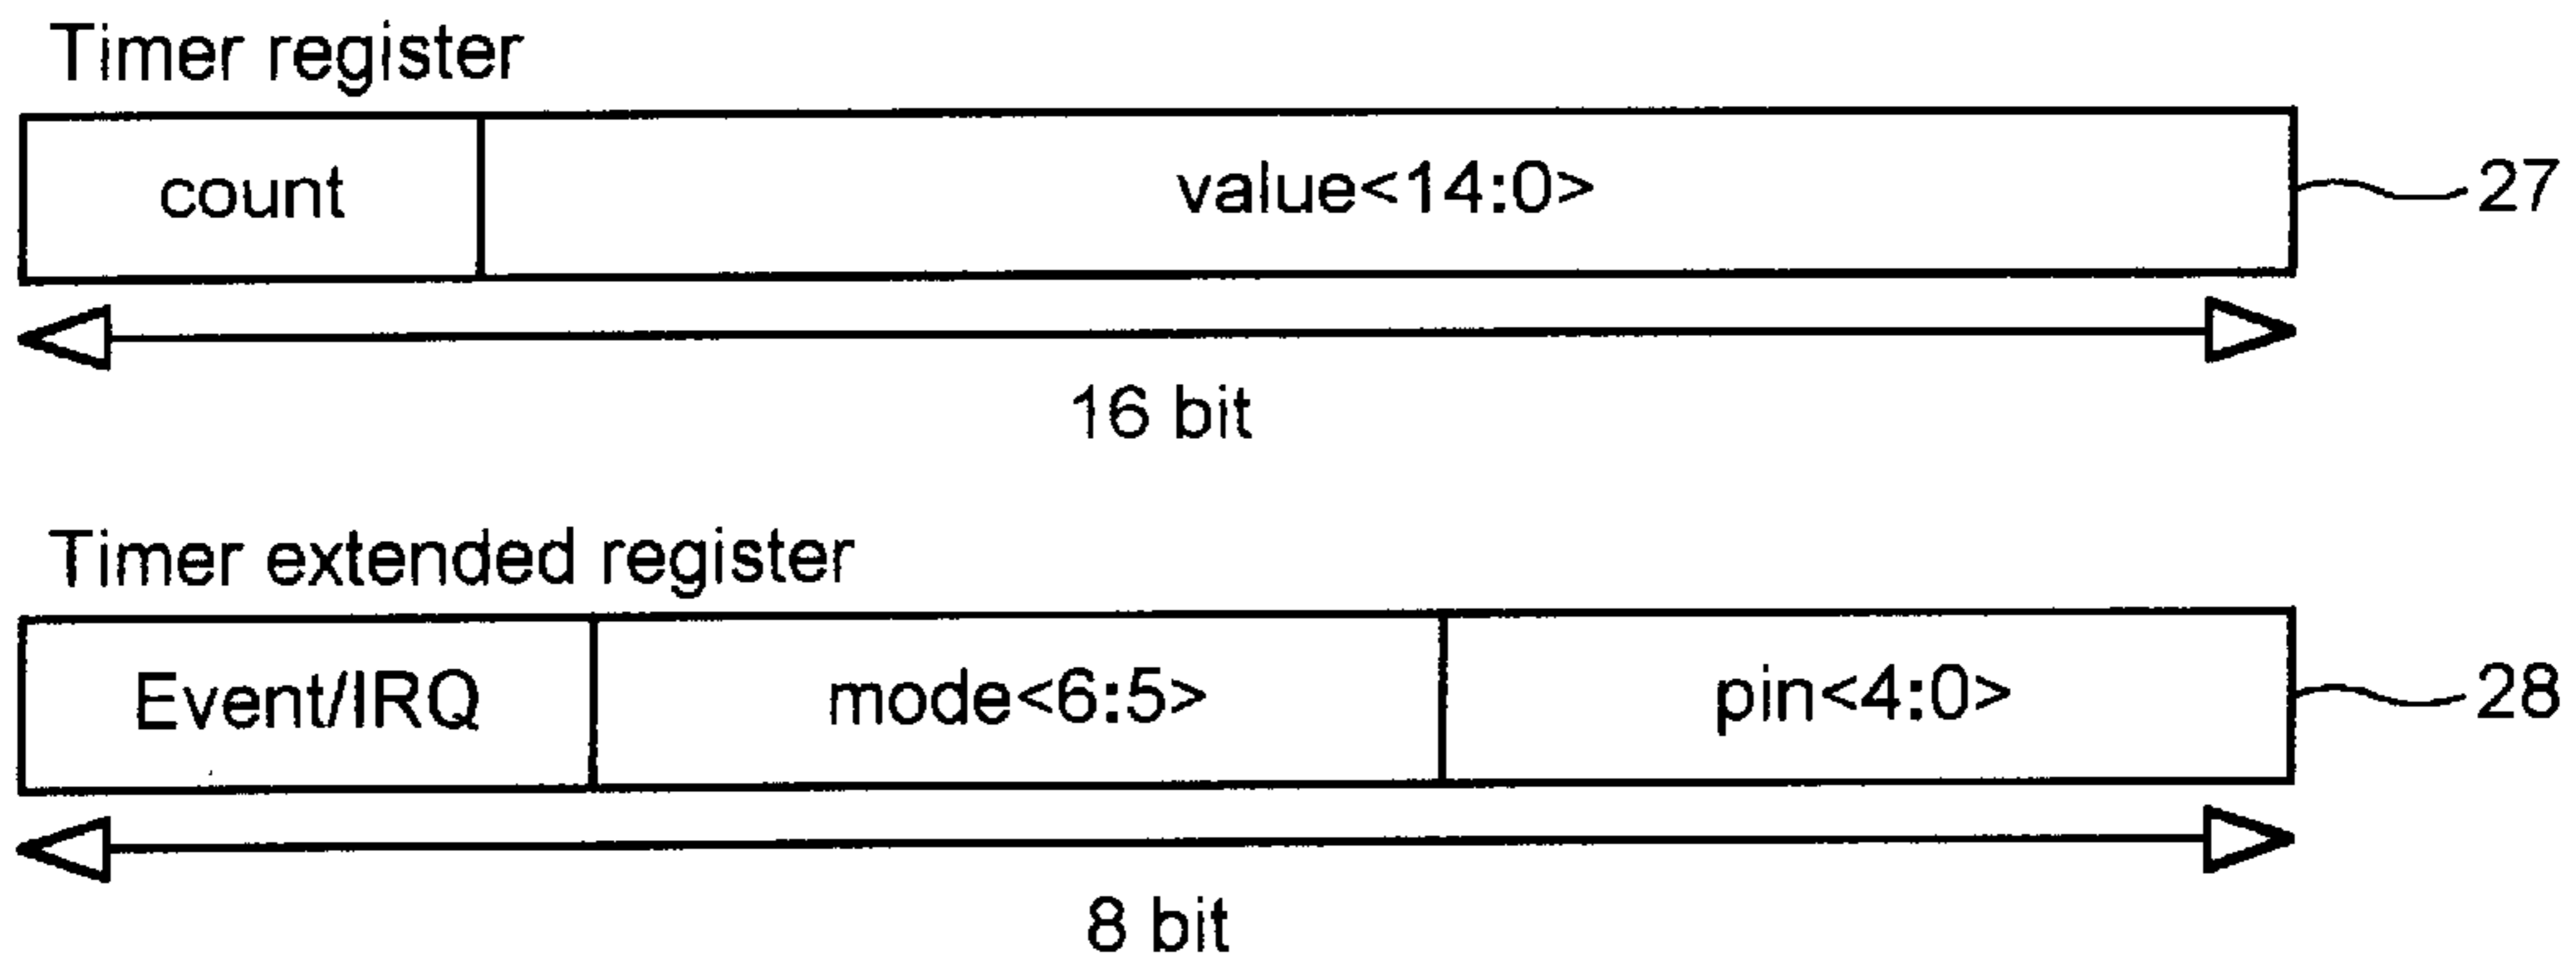 Timer register
count value<14:0> 27
16 bit
Timer extended register
Event/IRQ mode<6:5> pin<4:0> 28
8 bit